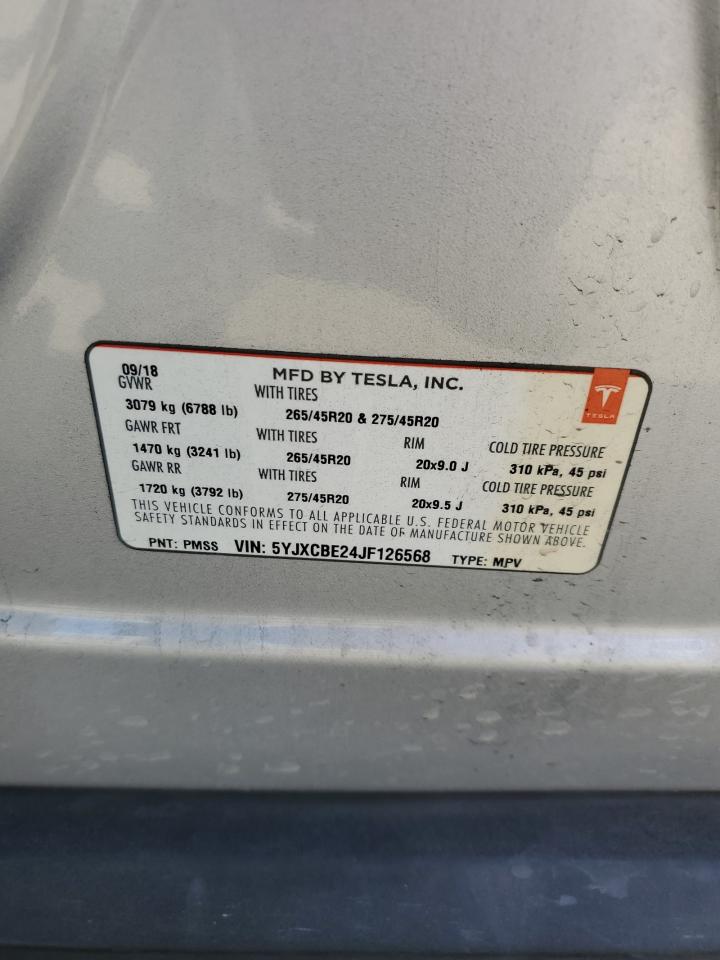 09/18 MFD BY TESLA, INC.
TESLA
GVWR WITH TIRES
3079 kg (6788 lb) 265/45R20 & 275/45R20
GAWR FRT WITH TIRES RIM COLD TIRE PRESSURE
1470 kg (3241 lb) 265/45R20 20x9.0 J 310 kPa, 45 psi
GAWR RR WITH TIRES RIM COLD TIRE PRESSURE
1720 kg (3792 lb) 275/45R20 20x9.5 J 310 kPa, 45 psi
THIS VEHICLE CONFORMS TO ALL APPLICABLE U.S. FEDERAL MOTOR VEHICLE
SAFETY STANDARDS IN EFFECT ON THE DATE OF MANUFACTURE SHOWN ABOVE.
PNT: PMSS VIN: 5YJXCBE24JF126568 TYPE: MPV